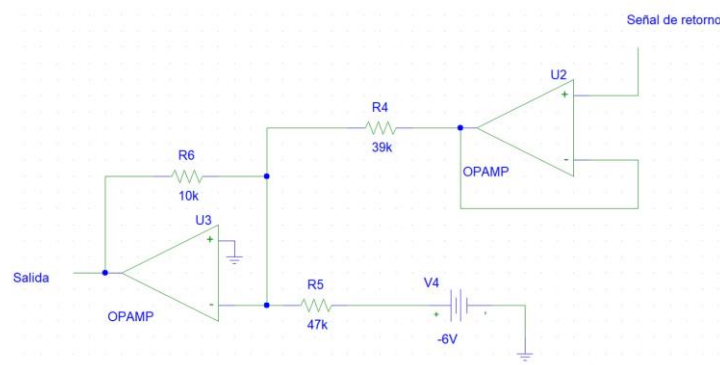 Señal de retorno
U2
+
-
OPAMP
R4
39k
R6
10k
U3
+
-
OPAMP
Salida
R5
47k
V4
+
-
-6V